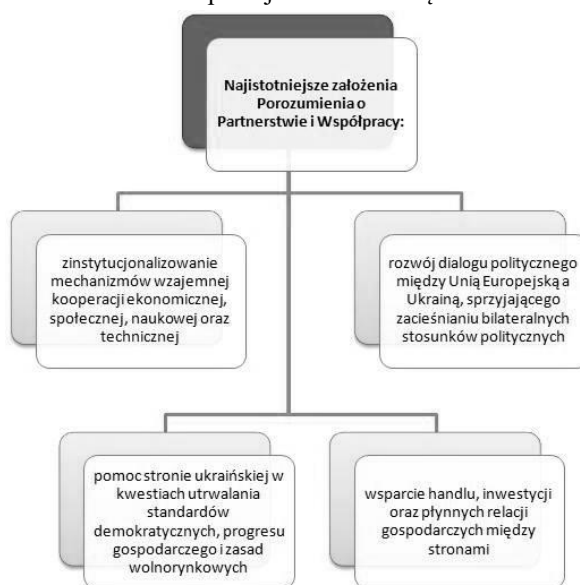 Najistotniejsze założenia
Porozumienia o
Partnerstwie i Współpracy:
zinstytucjonalizowanie
mechanizmów wzajemnej
kooperacji ekonomicznej,
społecznej, naukowej oraz
technicznej
rozwój dialogu politycznego
między Unią Europejską a
Ukrainą, sprzyjającego
zacieśnianiu bilateralnych
stosunków politycznych
pomoc stronie ukraińskiej w
kwestiach utrwalania
standardów
demokratycznych, progresu
gospodarczego i zasad
wolnorynkowych
wsparcie handlu, inwestycji
oraz płynnych relacji
gospodarczych między
stronami